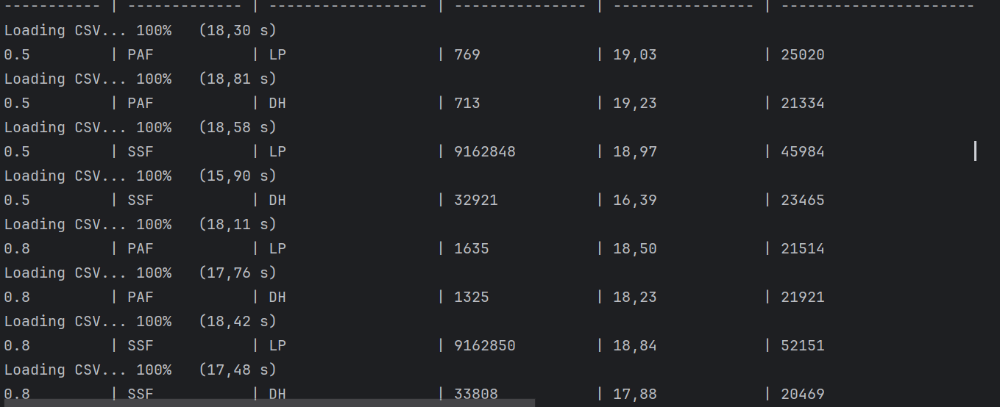 ----------- | ------------- | ------------------ | --------------- | ---------------- | ----------------------
Loading CSV... 100%   (18,30 s)
0.5         | PAF           | LP                 | 769             | 19,03            | 25020
Loading CSV... 100%   (18,81 s)
0.5         | PAF           | DH                 | 713             | 19,23            | 21334
Loading CSV... 100%   (18,58 s)
0.5         | SSF           | LP                 | 9162848         | 18,97            | 45984
Loading CSV... 100%   (15,90 s)
0.5         | SSF           | DH                 | 32921           | 16,39            | 23465
Loading CSV... 100%   (18,11 s)
0.8         | PAF           | LP                 | 1635            | 18,50            | 21514
Loading CSV... 100%   (17,76 s)
0.8         | PAF           | DH                 | 1325            | 18,23            | 21921
Loading CSV... 100%   (18,42 s)
0.8         | SSF           | LP                 | 9162850         | 18,84            | 52151
Loading CSV... 100%   (17,48 s)
0.8         | SSF           | DH                 | 33808           | 17,88            | 20469